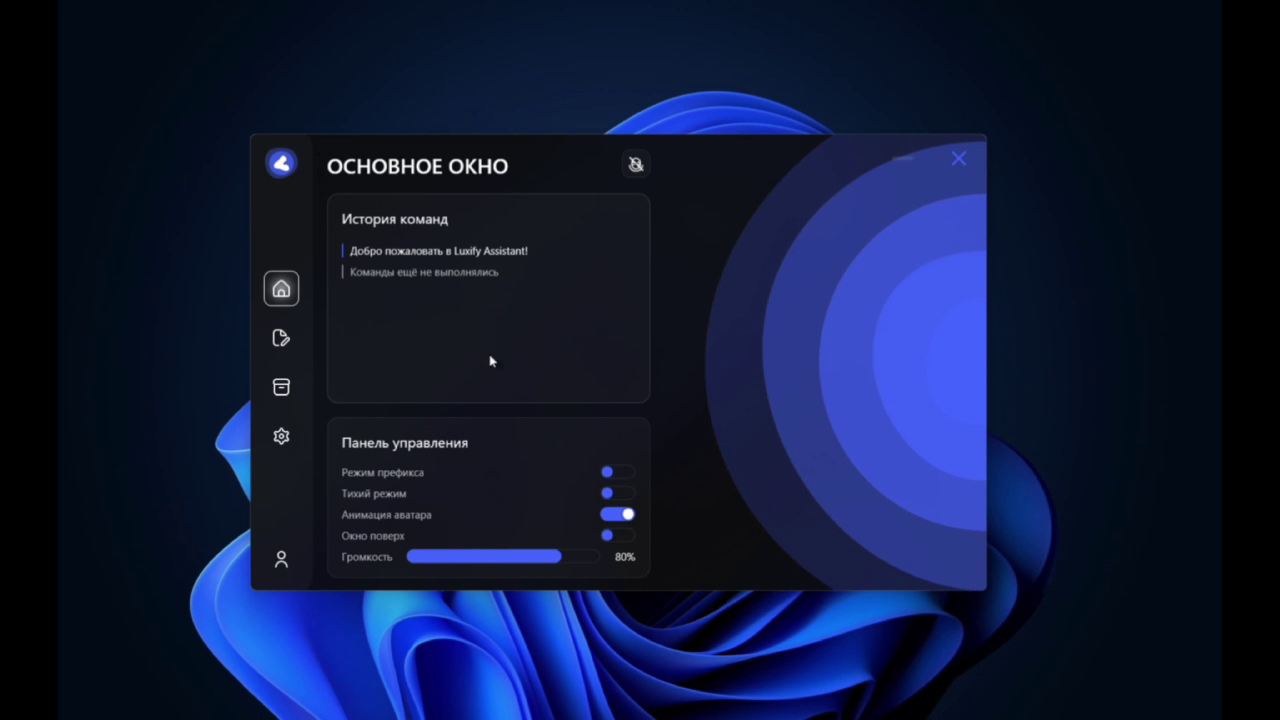 ОСНОВНОЕ ОКНО
История команд
Добро пожаловать в Luxify Assistant!
Команды ещё не выполнялись
Панель управления
Режим префикса
Тихий режим
Анимация аватара
Окно поверх
Громкость 80%